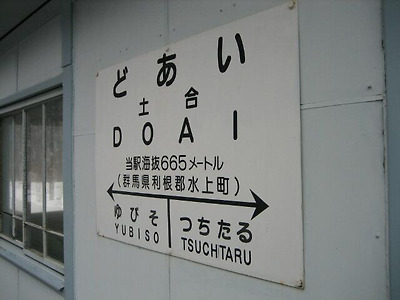 どあい
土合
DOAI
当駅海抜665メートル
(群馬県利根郡水上町)
ゆびそ つちたる
YUBISO TSUCHITARU